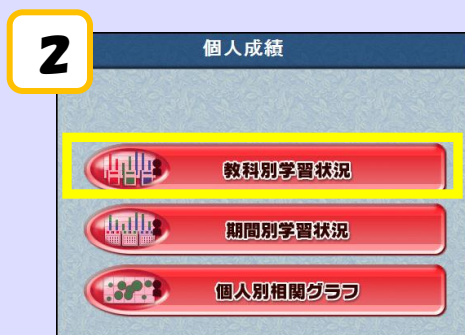 2
個人成績
教科別学習状況
期間別学習状況
個人別相関グラフ